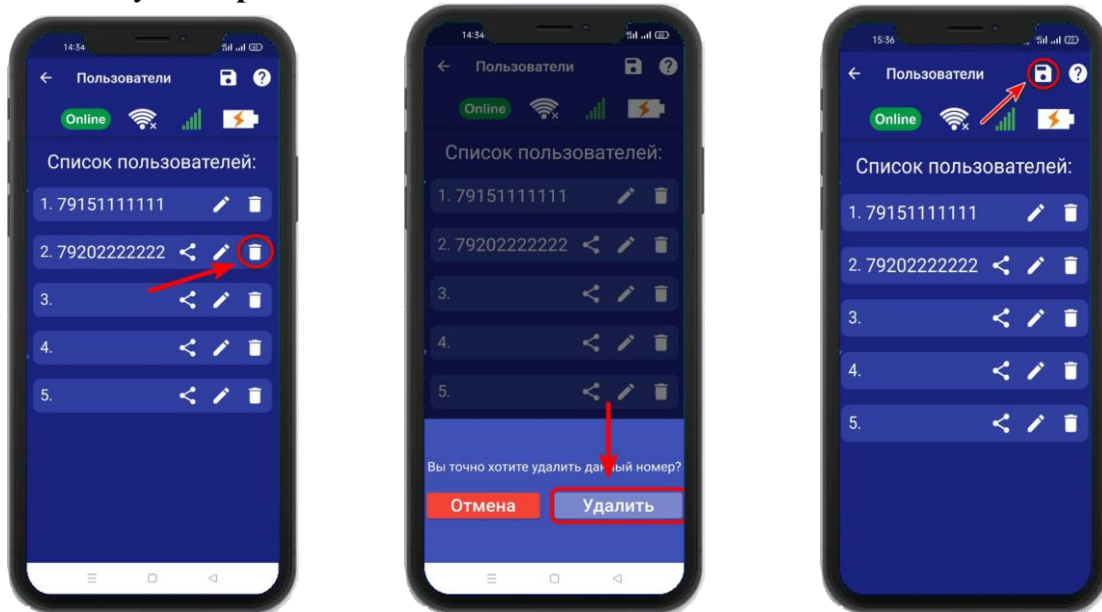 14:34
Пользователи
Online
Список пользователей:
1. 79151111111
2. 79202222222
3.
4.
5.
14:34
Пользователи
Online
Список пользователей:
1. 79151111111
2. 79202222222
3.
4.
5.
Вы точно хотите удалить данный номер?
Отмена
Удалить
15:36
Пользователи
Online
Список пользователей:
1. 79151111111
2. 79202222222
3.
4.
5.